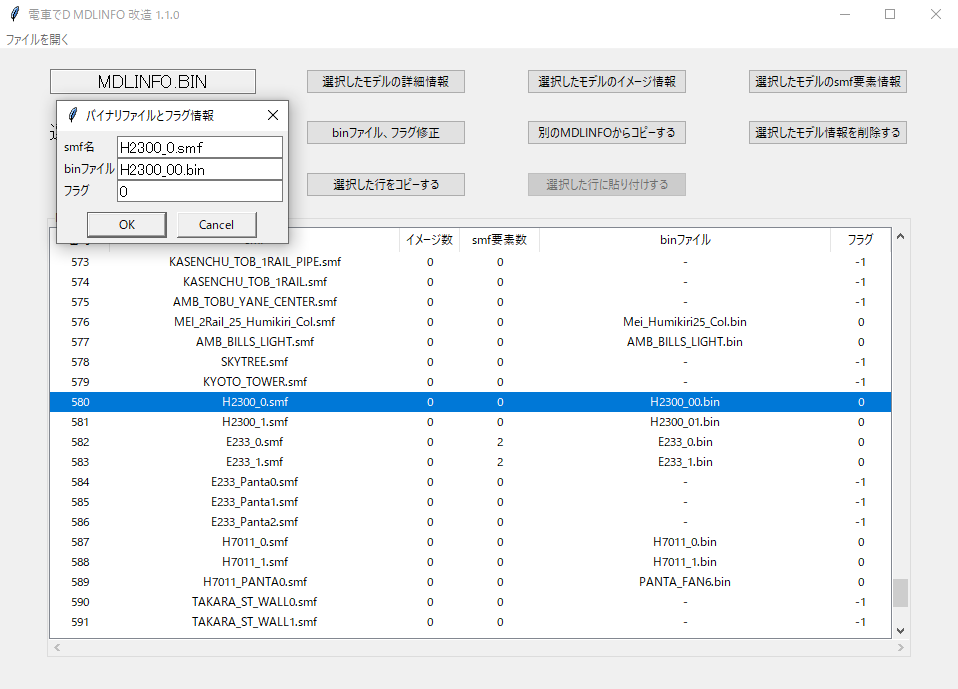 電車でD MDLINFO 改造 1.1.0
ファイルを開く
MDLINFO.BIN
選択したモデルの詳細情報
選択したモデルのイメージ情報
選択したモデルのsmf要素情報
バイナリファイルとフラグ情報
binファイル、フラグ修正
別のMDLINFOからコピーする
選択したモデル情報を削除する
smf名 H2300_0.smf
binファイル H2300_00.bin
フラグ 0
選択した行をコピーする
選択した行に貼り付けする
OK Cancel
イメージ数 smf要素数 binファイル フラグ
573 KASENCHU_TOB_1RAIL_PIPE.smf 0 0 - -1
574 KASENCHU_TOB_1RAIL.smf 0 0 - -1
575 AMB_TOBU_YANE_CENTER.smf 0 0 - -1
576 MEI_2Rail_25_Humikiri_Col.smf 0 0 Mei_Humikiri25_Col.bin 0
577 AMB_BILLS_LIGHT.smf 0 0 AMB_BILLS_LIGHT.bin 0
578 SKYTREE.smf 0 0 - -1
579 KYOTO_TOWER.smf 0 0 - -1
580 H2300_0.smf 0 0 H2300_00.bin 0
581 H2300_1.smf 0 0 H2300_01.bin 0
582 E233_0.smf 0 2 E233_0.bin 0
583 E233_1.smf 0 2 E233_1.bin 0
584 E233_Panta0.smf 0 0 - -1
585 E233_Panta1.smf 0 0 - -1
586 E233_Panta2.smf 0 0 - -1
587 H7011_0.smf 0 0 H7011_0.bin 0
588 H7011_1.smf 0 0 H7011_1.bin 0
589 H7011_PANTA0.smf 0 0 PANTA_FAN6.bin 0
590 TAKARA_ST_WALL0.smf 0 0 - -1
591 TAKARA_ST_WALL1.smf 0 0 - -1